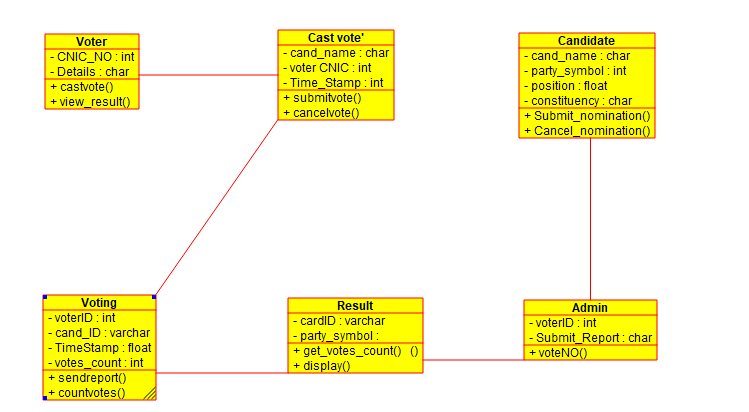 Voter
- CNIC_NO : int
- Details : char
+ castvote()
+ view_result()
Cast vote'
- cand_name : char
- voter CNIC : int
- Time_Stamp : int
+ submitvote()
+ cancelvote()
Candidate
- cand_name : char
- party_symbol : int
- position : float
- constituency : char
+ Submit_nomination()
+ Cancel_nomination()
Voting
- voterID : int
- cand_ID : varchar
- TimeStamp : float
- votes_count : int
+ sendreport()
+ countvotes()
Result
- cardID : varchar
- party_symbol :
+ get_votes_count() ()
+ display()
Admin
- voterID : int
- Submit_Report : char
+ voteNO()